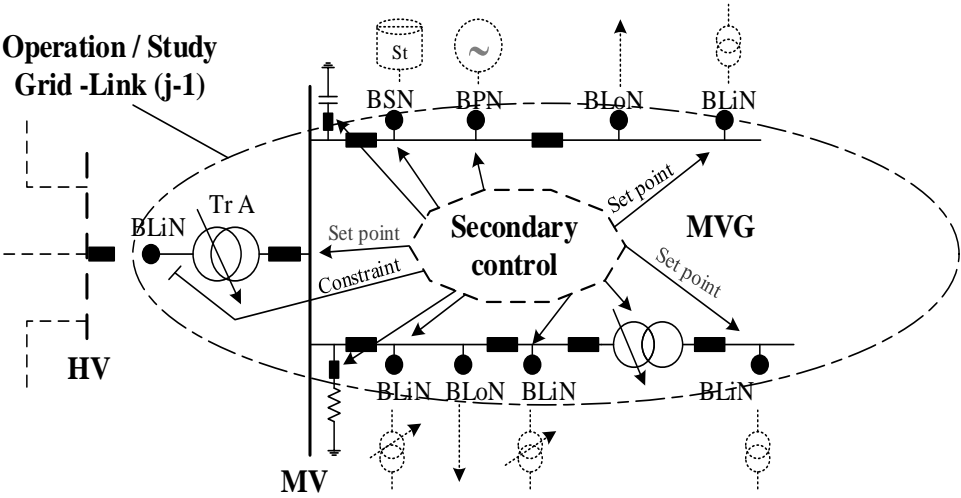 Operation / Study
Grid -Link (j-1)
St
~
BSN
BPN
BLoN
BLiN
Set point
BLiN
Tr A
Set point
Secondary
control
MVG
Constraint
Set point
HV
BLiN
BLoN
BLiN
BLiN
MV